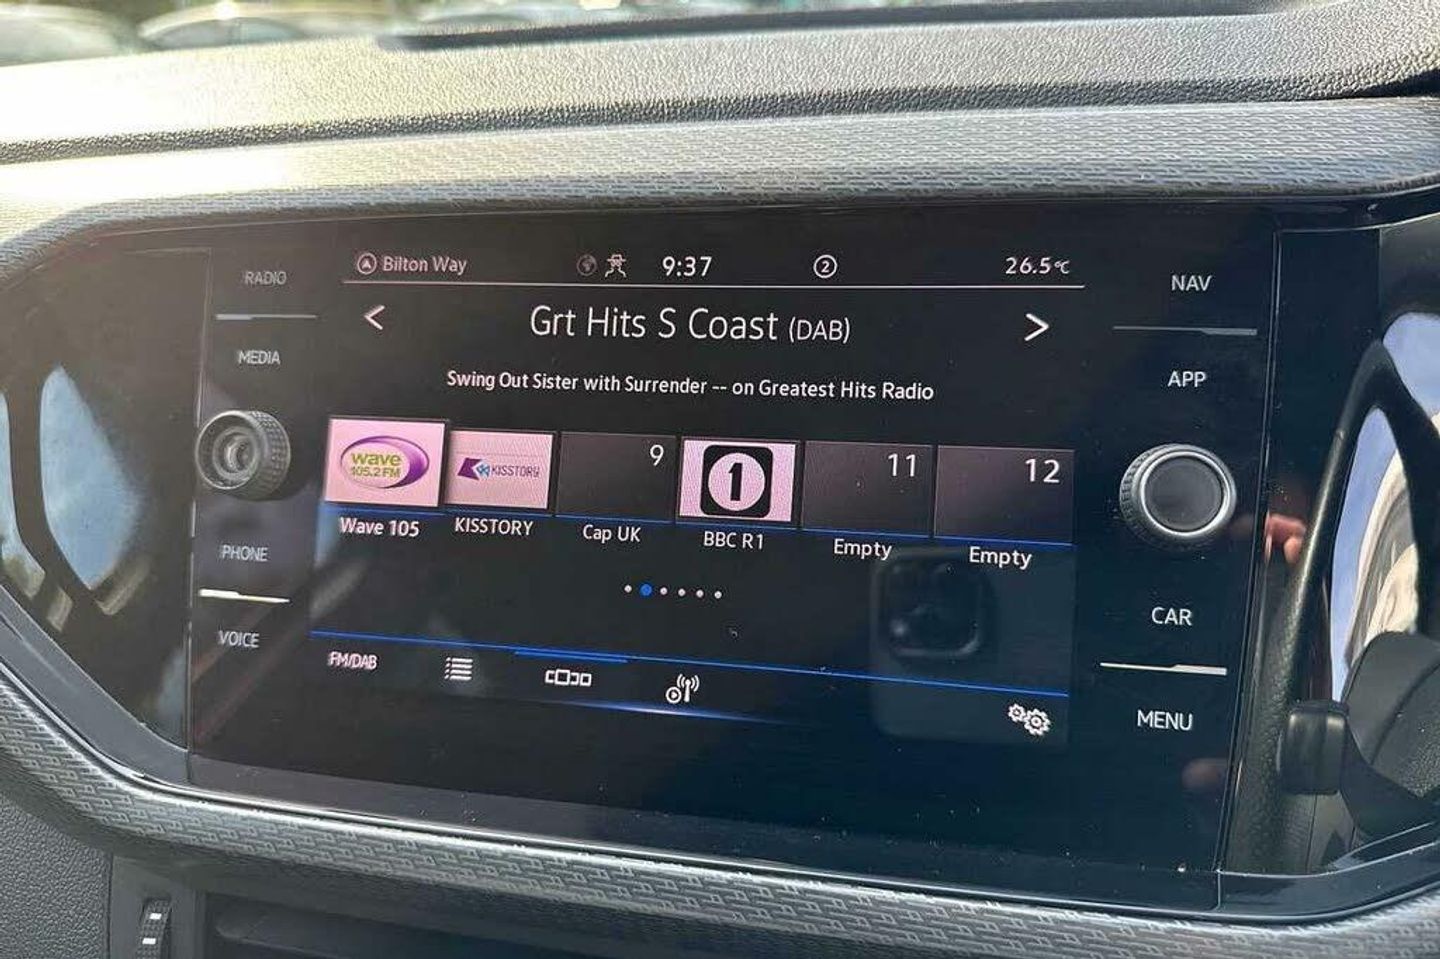 RADIO
MEDIA
PHONE
VOICE
Bilton Way
9:37
2
26.5°C
Grt Hits S Coast (DAB)
Swing Out Sister with Surrender -- on Greatest Hits Radio
wave
105.2 FM
KISSTORY
9
1
11
12
Wave 105
KISSTORY
Cap UK
BBC R1
Empty
Empty
FM/DAB
NAV
APP
CAR
MENU